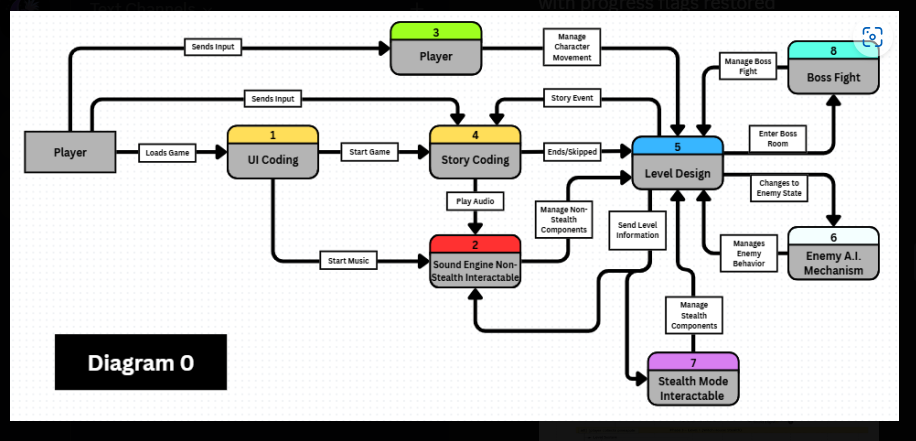 with progress flags restored
3
Player
Sends Input
Manage
Character
Movement
8
Boss Fight
Manage Boss
Fight
Sends Input
Story Event
Player
Loads Game
1
UI Coding
Start Game
4
Story Coding
Ends/Skipped
5
Level Design
Enter Boss
Room
Changes to
Enemy State
Play Audio
Manage Non-
Stealth
Components
Send Level
Information
6
Enemy A.I.
Mechanism
Manages
Enemy
Behavior
Start Music
2
Sound Engine Non-
Stealth Interactable
Manage
Stealth
Components
Diagram 0
7
Stealth Mode
Interactable